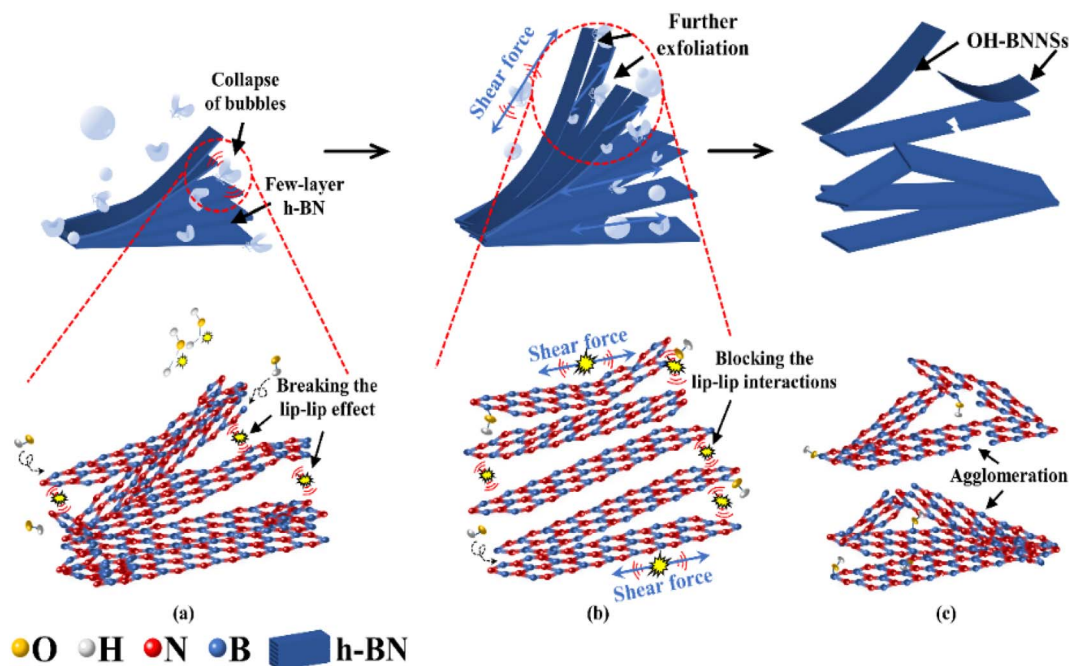 Collapse
of bubbles
Few-layer
h-BN
Shear force
Further
exfoliation
OH-BNNSs
Breaking the
lip-lip effect
Shear force
Blocking the
lip-lip interactions
Shear force
Agglomeration
(a)
(b)
(c)
O H N B h-BN